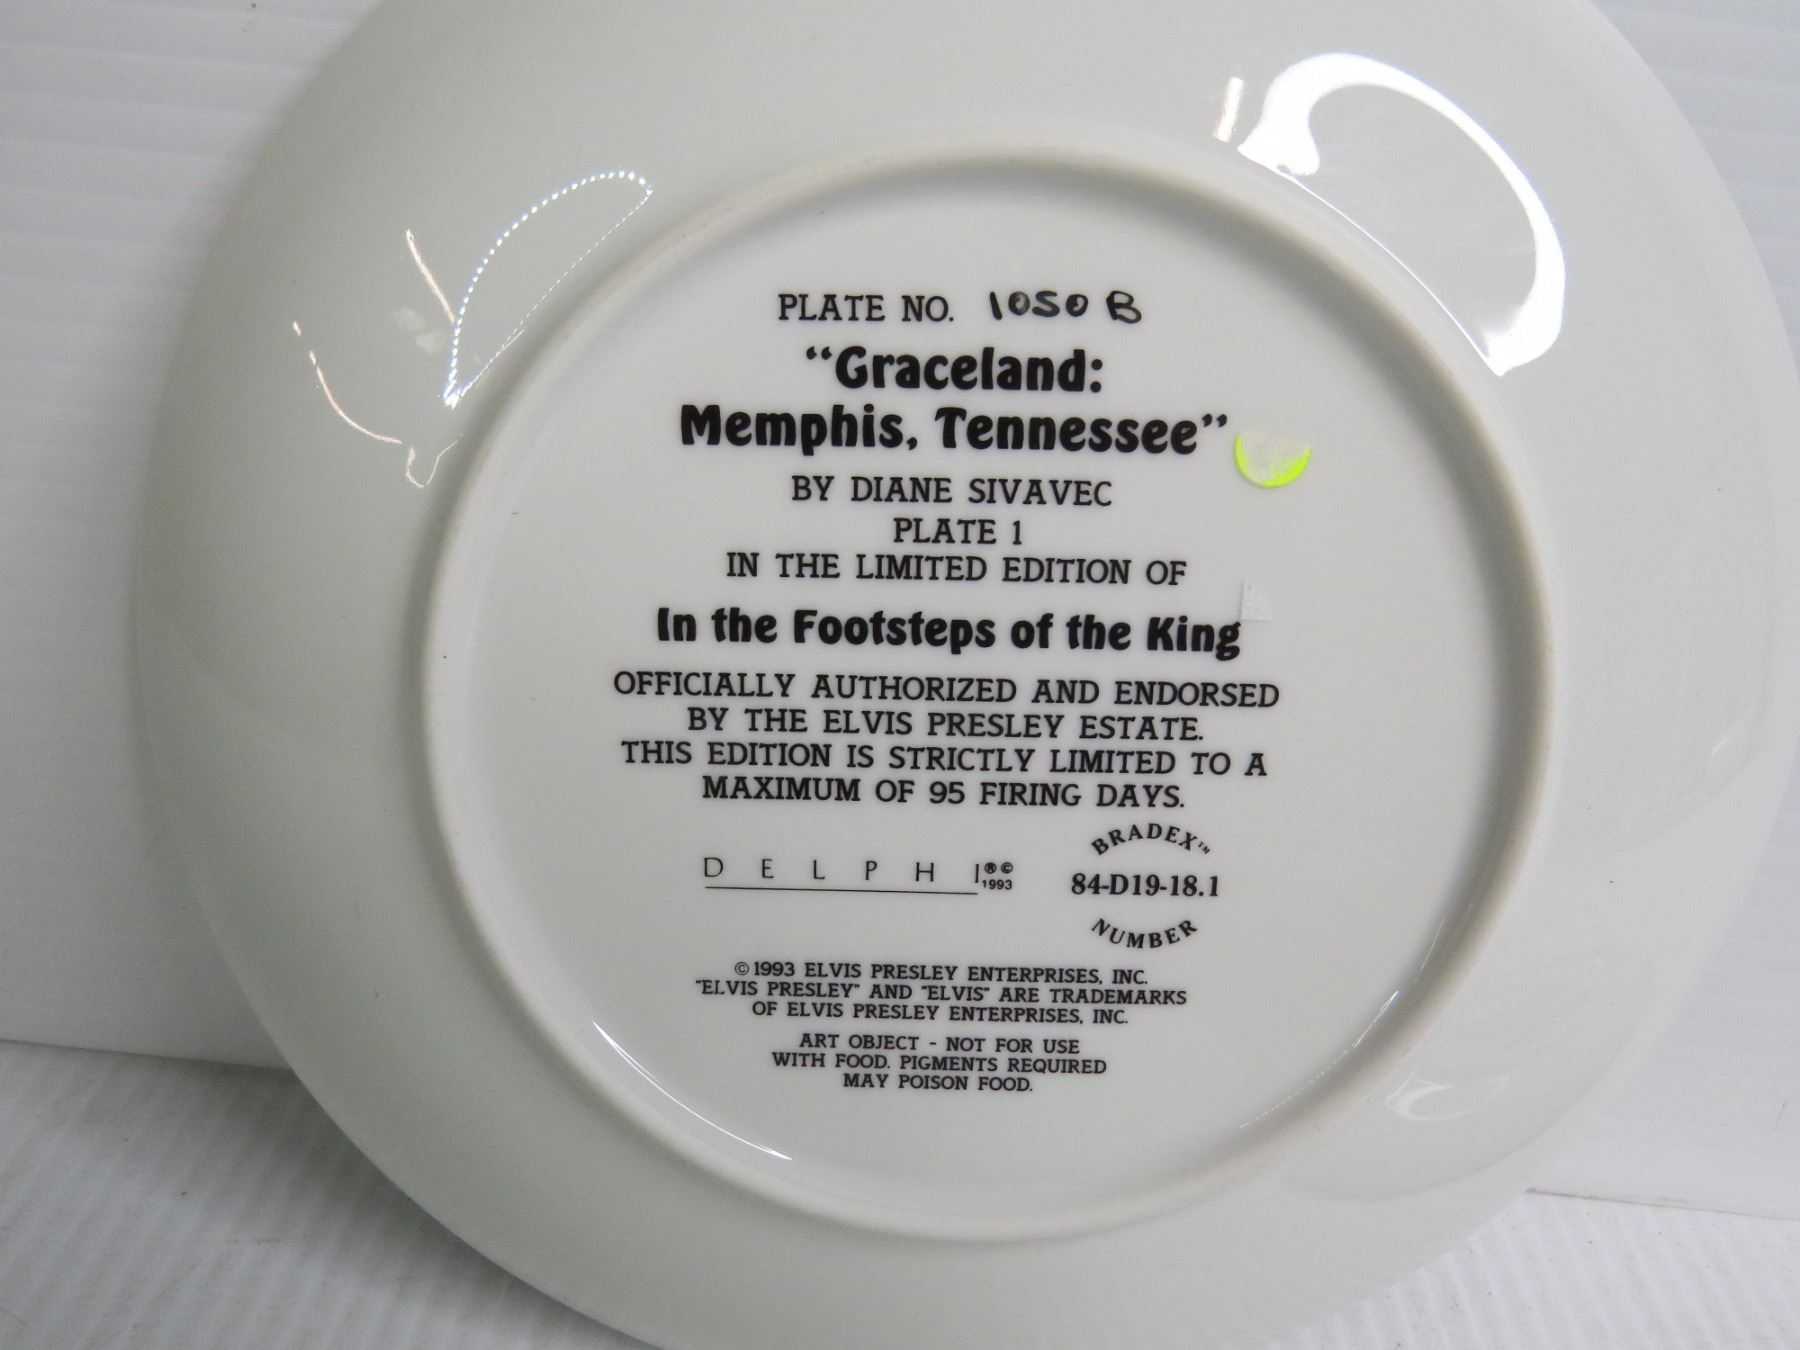 PLATE NO. 1050 B
“Graceland:
Memphis, Tennessee”
BY DIANE SIVAVEC
PLATE 1
IN THE LIMITED EDITION OF
In the Footsteps of the King
OFFICIALLY AUTHORIZED AND ENDORSED
BY THE ELVIS PRESLEY ESTATE.
THIS EDITION IS STRICTLY LIMITED TO A
MAXIMUM OF 95 FIRING DAYS.
DELPHI®© 1993
BRADEX™
84-D19-18.1
NUMBER
©1993 ELVIS PRESLEY ENTERPRISES, INC.
"ELVIS PRESLEY" AND "ELVIS" ARE TRADEMARKS
OF ELVIS PRESLEY ENTERPRISES, INC.
ART OBJECT - NOT FOR USE
WITH FOOD. PIGMENTS REQUIRED
MAY POISON FOOD.